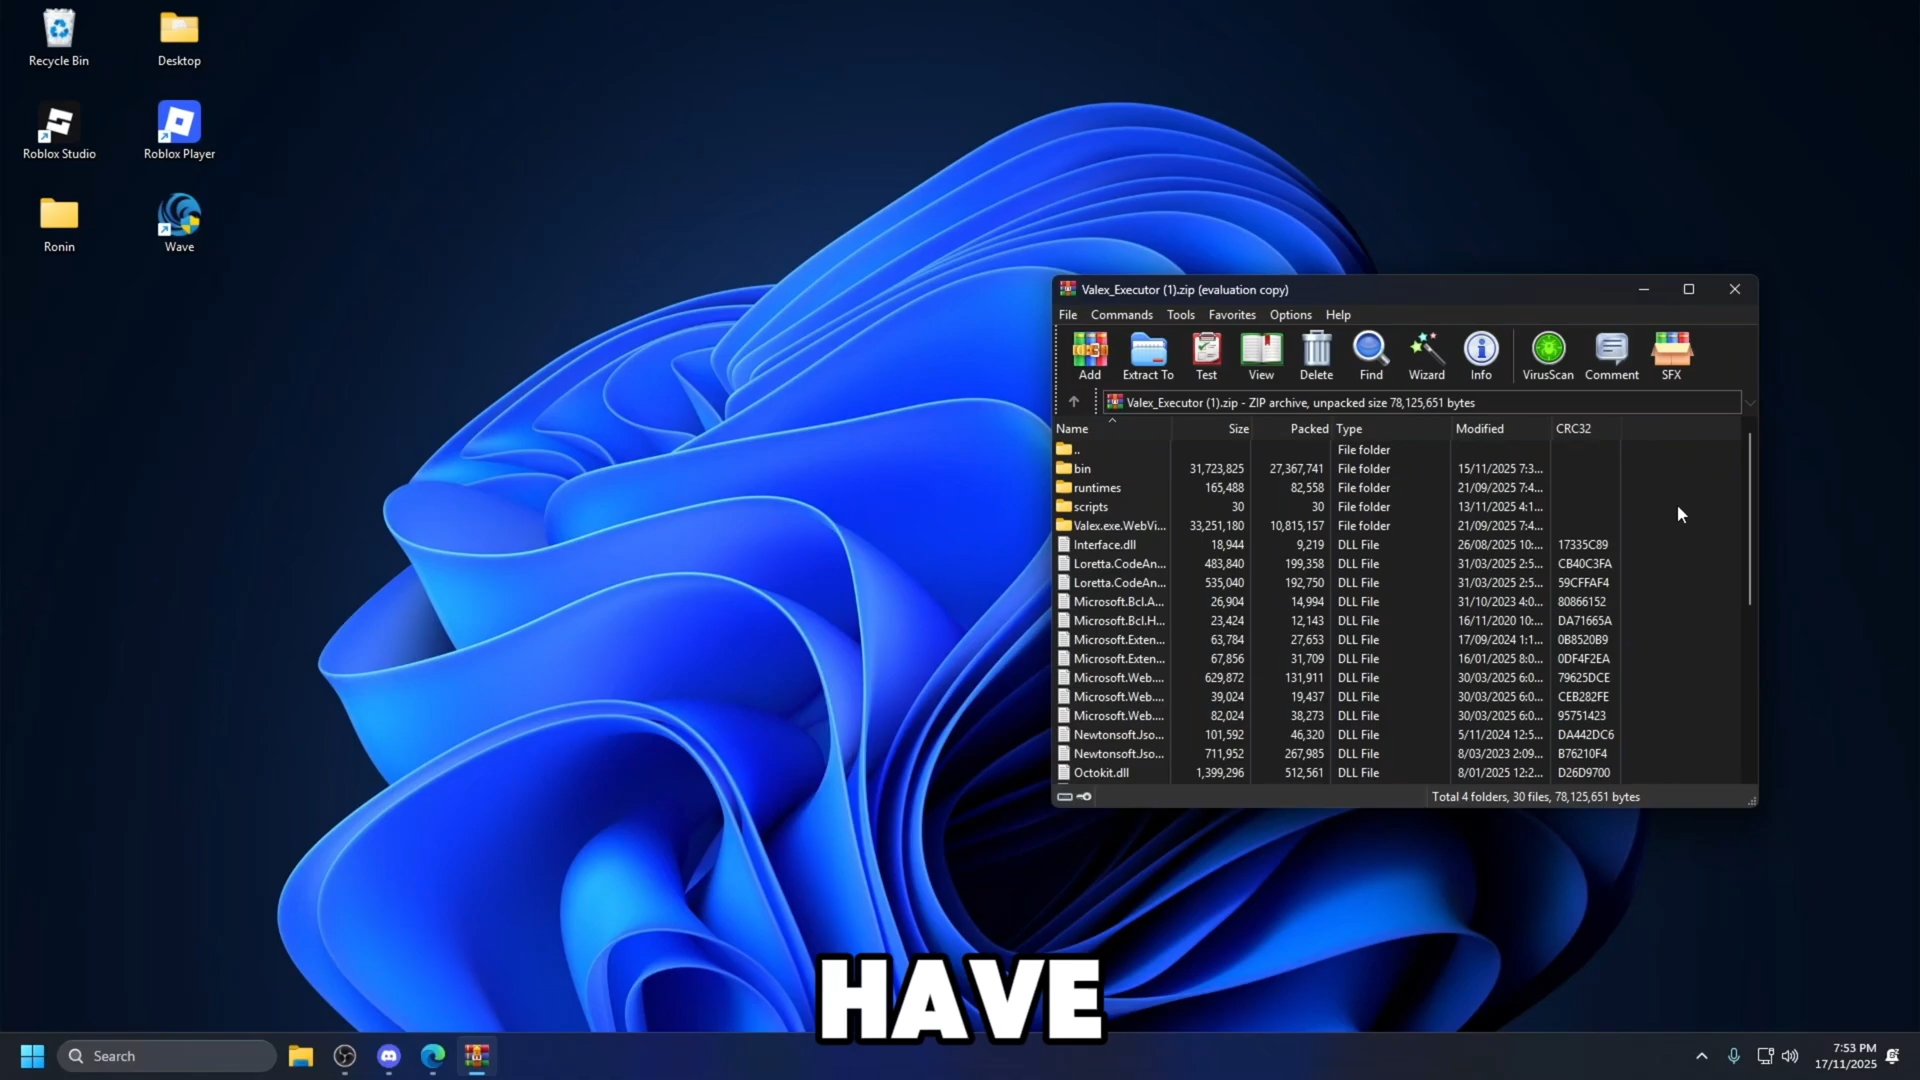 Recycle Bin
Desktop
Roblox Studio
Roblox Player
Ronin
Wave
Valex_Executor (1).zip (evaluation copy)
File Commands Tools Favorites Options Help
Add Extract To Test View Delete Find Wizard Info VirusScan Comment SFX
Valex_Executor (1).zip - ZIP archive, unpacked size 78,125,651 bytes
Name Size Packed Type Modified CRC32
.. File folder
bin 31,723,825 27,367,741 File folder 15/11/2025 7:3...
runtimes 165,488 82,558 File folder 21/09/2025 7:4...
scripts 30 30 File folder 13/11/2025 4:1...
Valex.exe.WebVi... 33,251,180 10,815,157 File folder 21/09/2025 7:4...
Interface.dll 18,944 9,219 DLL File 26/08/2025 10:... 17335C89
Loretta.CodeAn... 483,840 199,358 DLL File 31/03/2025 2:5... CB40C3FA
Loretta.CodeAn... 535,040 192,750 DLL File 31/03/2025 2:5... 59CFFAF4
Microsoft.Bcl.A... 26,904 14,994 DLL File 31/10/2023 4:0... 80866152
Microsoft.Bcl.H... 23,424 12,143 DLL File 16/11/2020 10:... DA71665A
Microsoft.Exten... 63,784 27,653 DLL File 17/09/2024 1:1... 0B8520B9
Microsoft.Exten... 67,856 31,709 DLL File 16/01/2025 8:0... 0DF4F2EA
Microsoft.Web.... 629,872 131,911 DLL File 30/03/2025 6:0... 79625DCE
Microsoft.Web.... 39,024 19,437 DLL File 30/03/2025 6:0... CEB282FE
Microsoft.Web.... 82,024 38,273 DLL File 30/03/2025 6:0... 95751423
Newtonsoft.Jso... 101,592 46,320 DLL File 5/11/2024 12:5... DA442DC6
Newtonsoft.Jso... 711,952 267,985 DLL File 8/03/2023 2:09... B76210F4
Octokit.dll 1,399,296 512,561 DLL File 8/01/2025 12:2... D26D9700
Total 4 folders, 30 files, 78,125,651 bytes
HAVE
Search
7:53 PM
17/11/2025